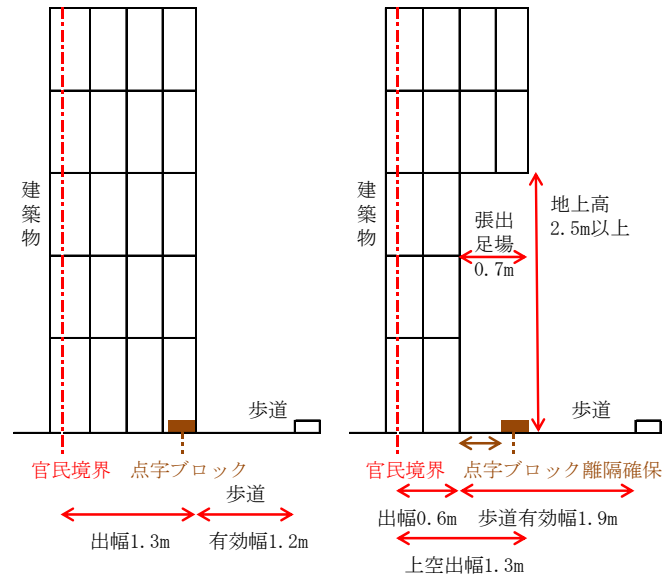 建築物
歩道
官民境界
点字ブロック
歩道
出幅1.3m
有効幅1.2m
建築物
張出
足場
0.7m
地上高
2.5m以上
歩道
官民境界
点字ブロック離隔確保
出幅0.6m
歩道有効幅1.9m
上空出幅1.3m